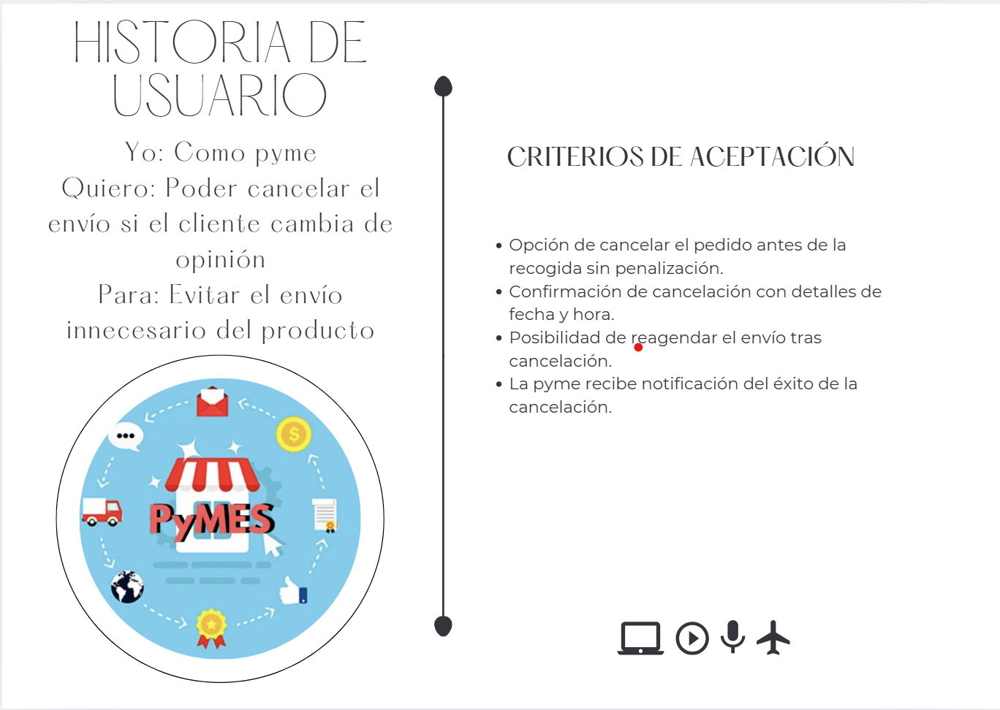 HISTORIA DE
USUARIO
Yo: Como pyme
Quiero: Poder cancelar el
envío si el cliente cambia de
opinión
Para: Evitar el envío
innecesario del producto
PyMES
CRITERIOS DE ACEPTACIÓN
• Opción de cancelar el pedido antes de la
recogida sin penalización.
• Confirmación de cancelación con detalles de
fecha y hora.
• Posibilidad de reagendar el envío tras
cancelación.
• La pyme recibe notificación del éxito de la
cancelación.